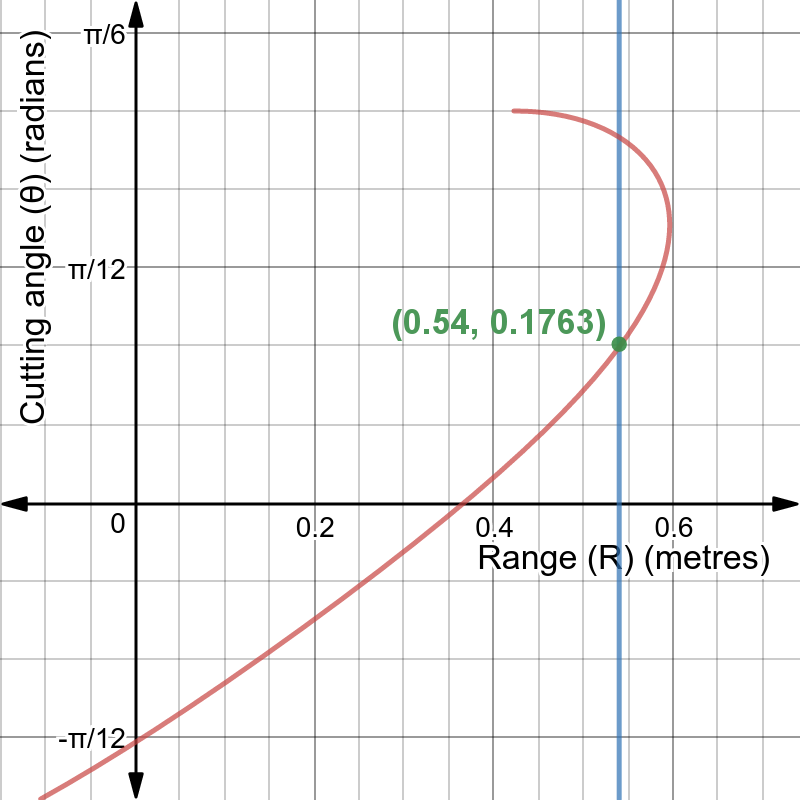 Cutting angle (θ) (radians)
π/6
π/12
(0.54, 0.1763)
0
0.2
0.4
0.6
Range (R) (metres)
-π/12